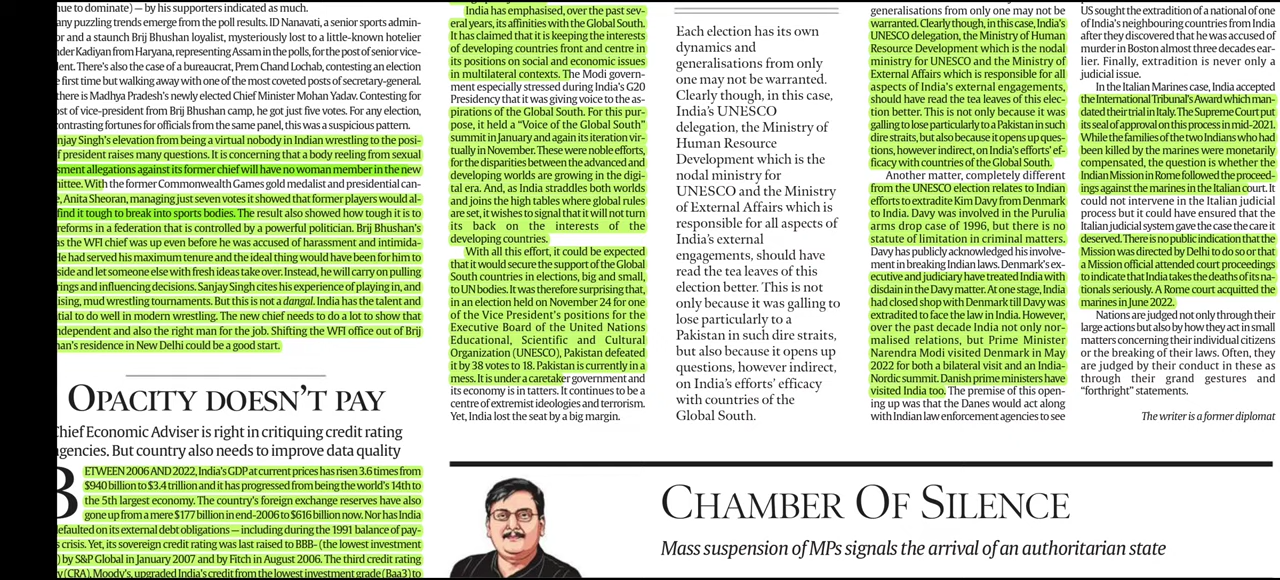 nue to dominate) — by his supporters indicated as much.
any puzzling trends emerge from the poll results. ID Nanavati, a senior sports admin-
or and a staunch Brij Bhushan loyalist, mysteriously lost to a little-known hotelier
nder Kadiyan from Haryana, representing Assam in the polls, for the post of senior vice-
dent. There's also the case of a bureaucrat, Prem Chand Lochab, contesting an election
e first time but walking away with one of the most coveted posts of secretary-general.
there is Madhya Pradesh's newly elected Chief Minister Mohan Yadav. Contesting for
ost of vice-president from Brij Bhushan camp, he got just five votes. For any election,
contrasting fortunes for officials from the same panel, this was a suspicious pattern.
njay Singh's elevation from being a virtual nobody in Indian wrestling to the posi-
f president raises many questions. It is concerning that a body reeling from sexual
sment allegations against its former chief will have no woman member in the new
mittee. With the former Commonwealth Games gold medalist and presidential can-
e, Anita Sheoran, managing just seven votes it showed that former players would al-
find it tough to break into sports bodies. The result also showed how tough it is to
reforms in a federation that is controlled by a powerful politician. Brij Bhushan's
as the WFI chief was up even before he was accused of harassment and intimida-
He had served his maximum tenure and the ideal thing would have been for him to
side and let someone else with fresh ideas take over. Instead, he will carry on pulling
rings and influencing decisions. Sanjay Singh cites his experience of playing in, and
ising, mud wrestling tournaments. But this is not a dangal. India has the talent and
tial to do well in modern wrestling. The new chief needs to do a lot to show that
ndependent and also the right man for the job. Shifting the WFI office out of Brij
han's residence in New Delhi could be a good start.
OPACITY DOESN'T PAY
Chief Economic Adviser is right in critiquing credit rating
agencies. But country also needs to improve data quality
BETWEEN 2006 AND 2022, India's GDP at current prices has risen 3.6 times from
$940 billion to $3.4 trillion and it has progressed from being the world's 14th to
the 5th largest economy. The country's foreign exchange reserves have also
gone up from a mere $177 billion in end-2006 to $616 billion now. Nor has India
defaulted on its external debt obligations — including during the 1991 balance of pay-
s crisis. Yet, its sovereign credit rating was last raised to BBB- (the lowest investment
) by S&P Global in January 2007 and by Fitch in August 2006. The third credit rating
y (CRA), Moody's, upgraded India's credit from the lowest investment grade (Baa3) to
India has emphasised, over the past sev-
eral years, its affinities with the Global South.
It has claimed that it is keeping the interests
of developing countries front and centre in
its positions on social and economic issues
in multilateral contexts. The Modi govern-
ment especially stressed during India's G20
Presidency that it was giving voice to the as-
pirations of the Global South. For this pur-
pose, it held a "Voice of the Global South"
summit in January and again its iteration vir-
tually in November. These were noble efforts,
for the disparities between the advanced and
developing worlds are growing in the digi-
tal era. And, as India straddles both worlds
and joins the high tables where global rules
are set, it wishes to signal that it will not turn
its back on the interests of the
developing countries.
With all this effort, it could be expected
that it would secure the support of the Global
South countries in elections, big and small,
to UN bodies. It was therefore surprising that,
in an election held on November 24 for one
of the Vice President's positions for the
Executive Board of the United Nations
Educational, Scientific and Cultural
Organization (UNESCO), Pakistan defeated
it by 38 votes to 18. Pakistan is currently in a
mess. It is under a caretaker government and
its economy is in tatters. It continues to be a
centre of extremist ideologies and terrorism.
Yet, India lost the seat by a big margin.
Each election has its own
dynamics and
generalisations from only
one may not be warranted.
Clearly though, in this case,
India's UNESCO
delegation, the Ministry of
Human Resource
Development which is the
nodal ministry for
UNESCO and the Ministry
of External Affairs which is
responsible for all aspects of
India's external
engagements, should have
read the tea leaves of this
election better. This is not
only because it was galling to
lose particularly to a
Pakistan in such dire straits,
but also because it opens up
questions, however indirect,
on India's efforts' efficacy
with countries of the
Global South.
generalisations from only one may not be
warranted. Clearly though, in this case, India's
UNESCO delegation, the Ministry of Human
Resource Development which is the nodal
ministry for UNESCO and the Ministry of
External Affairs which is responsible for all
aspects of India's external engagements,
should have read the tea leaves of this elec-
tion better. This is not only because it was
galling to lose particularly to a Pakistan in such
dire straits, but also because it opens up ques-
tions, however indirect, on India's efforts' ef-
ficacy with countries of the Global South.
Another matter, completely different
from the UNESCO election relates to Indian
efforts to extradite Kim Davy from Denmark
to India. Davy was involved in the Purulia
arms drop case of 1996, but there is no
statute of limitation in criminal matters.
Davy has publicly acknowledged his involve-
ment in breaking Indian laws. Denmark's ex-
ecutive and judiciary have treated India with
disdain in the Davy matter. At one stage, India
had closed shop with Denmark till Davy was
extradited to face the law in India. However,
over the past decade India not only nor-
malised relations, but Prime Minister
Narendra Modi visited Denmark in May
2022 for both a bilateral visit and an India-
Nordic summit. Danish prime ministers have
visited India too. The premise of this open-
ing up was that the Danes would act along
with Indian law enforcement agencies to see
US sought the extradition of a national of one
of India's neighbouring countries from India
after they discovered that he was accused of
murder in Boston almost three decades ear-
lier. Finally, extradition is never only a
judicial issue.
In the Italian Marines case, India accepted
the International Tribunal's Award which man-
dated their trial in Italy. The Supreme Court put
its seal of approval on this process in mid-2021.
While the families of the two Indians who had
been killed by the marines were monetarily
compensated, the question is whether the
Indian Mission in Rome followed the proceed-
ings against the marines in the Italian court. It
could not intervene in the Italian judicial
process but it could have ensured that the
Italian judicial system gave the case the care it
deserved. There is no public indication that the
Mission was directed by Delhi to do so or that
a Mission official attended court proceedings
to indicate that India takes the deaths of its na-
tionals seriously. A Rome court acquitted the
marines in June 2022.
Nations are judged not only through their
large actions but also by how they act in small
matters concerning their individual citizens
or the breaking of their laws. Often, they
are judged by their conduct in these as
through their grand gestures and
"forthright" statements.
The writer is a former diplomat
CHAMBER OF SILENCE
Mass suspension of MPs signals the arrival of an authoritarian state